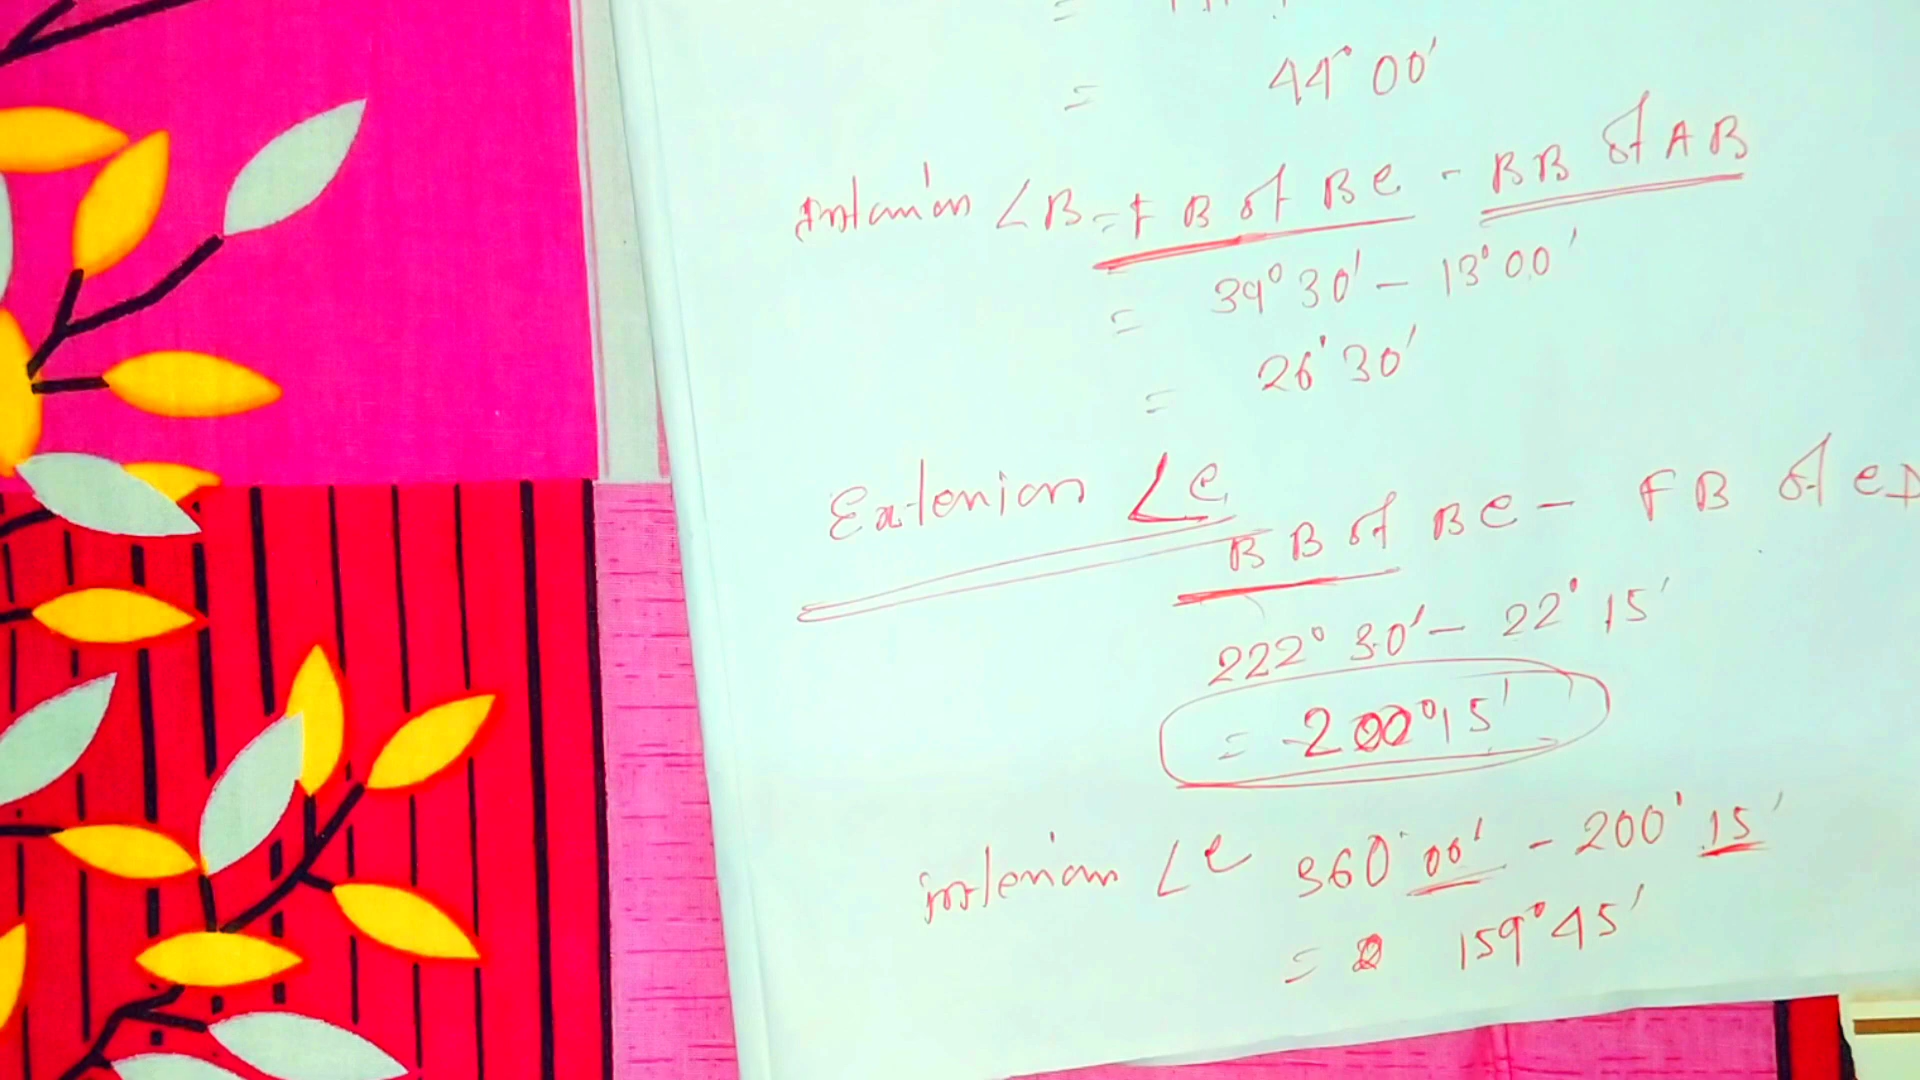 = 44° 00'
interior ∠B = F B of BC - BB of AB
= 39° 30' - 13° 00'
= 26° 30'
Exterior ∠C
BB of BC - FB of CD
222° 30' - 22° 15'
= 200° 15'
interior ∠C 360° 00' - 200° 15'
= 159° 45'